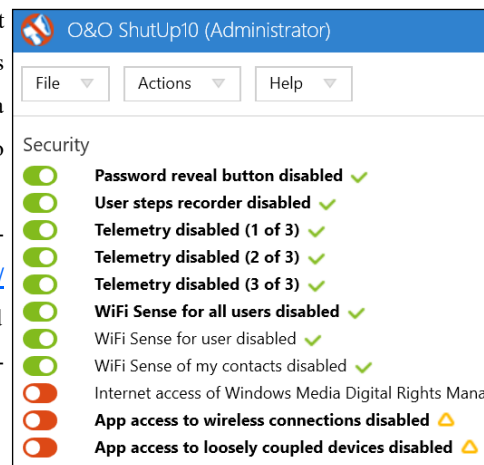 O&O ShutUp10 (Administrator)
File Actions Help
Security
Password reveal button disabled
User steps recorder disabled
Telemetry disabled (1 of 3)
Telemetry disabled (2 of 3)
Telemetry disabled (3 of 3)
WiFi Sense for all users disabled
WiFi Sense for user disabled
WiFi Sense of my contacts disabled
Internet access of Windows Media Digital Rights Mana
App access to wireless connections disabled
App access to loosely coupled devices disabled